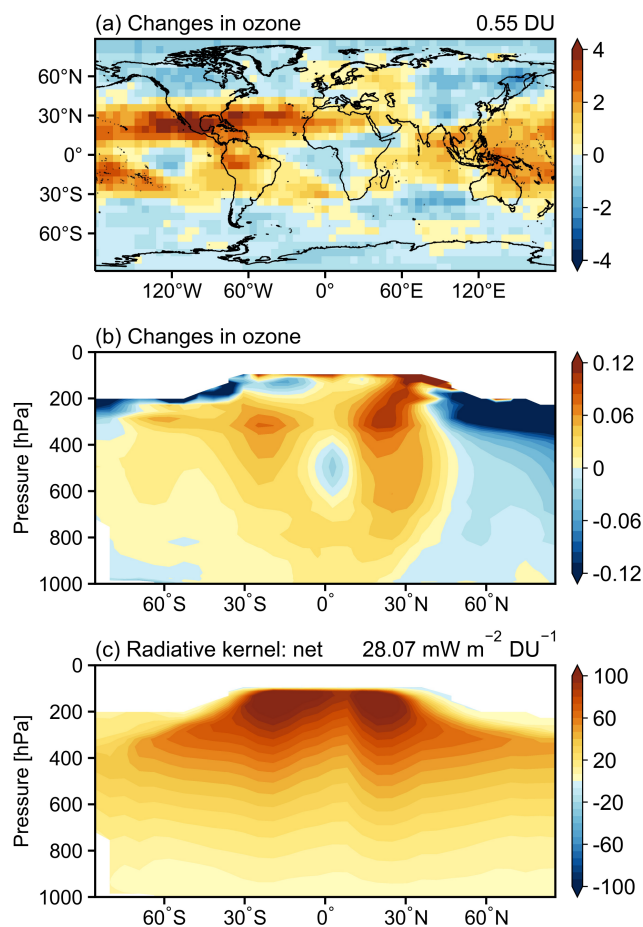 (a) Changes in ozone 0.55 DU
60°N
30°N
0°
30°S
60°S
120°W 60°W 0° 60°E 120°E
4
2
0
-2
-4
(b) Changes in ozone
Pressure [hPa]
0
200
400
600
800
1000
60°S 30°S 0° 30°N 60°N
0.12
0.06
0
-0.06
-0.12
(c) Radiative kernel: net 28.07 mW m⁻² DU⁻¹
Pressure [hPa]
0
200
400
600
800
1000
60°S 30°S 0° 30°N 60°N
100
60
20
-20
-60
-100